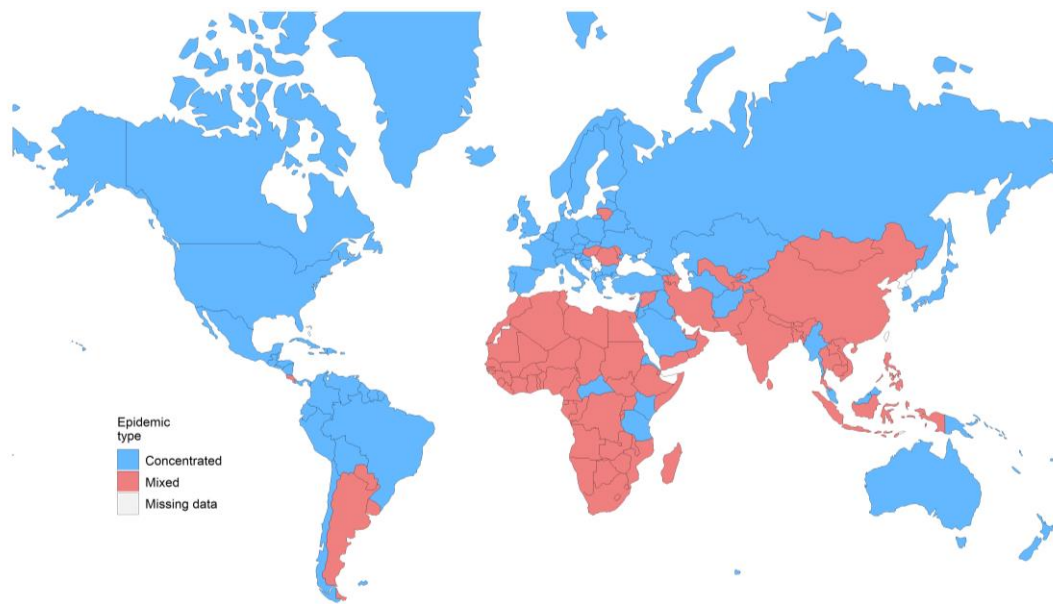 Epidemic
type
Concentrated
Mixed
Missing data